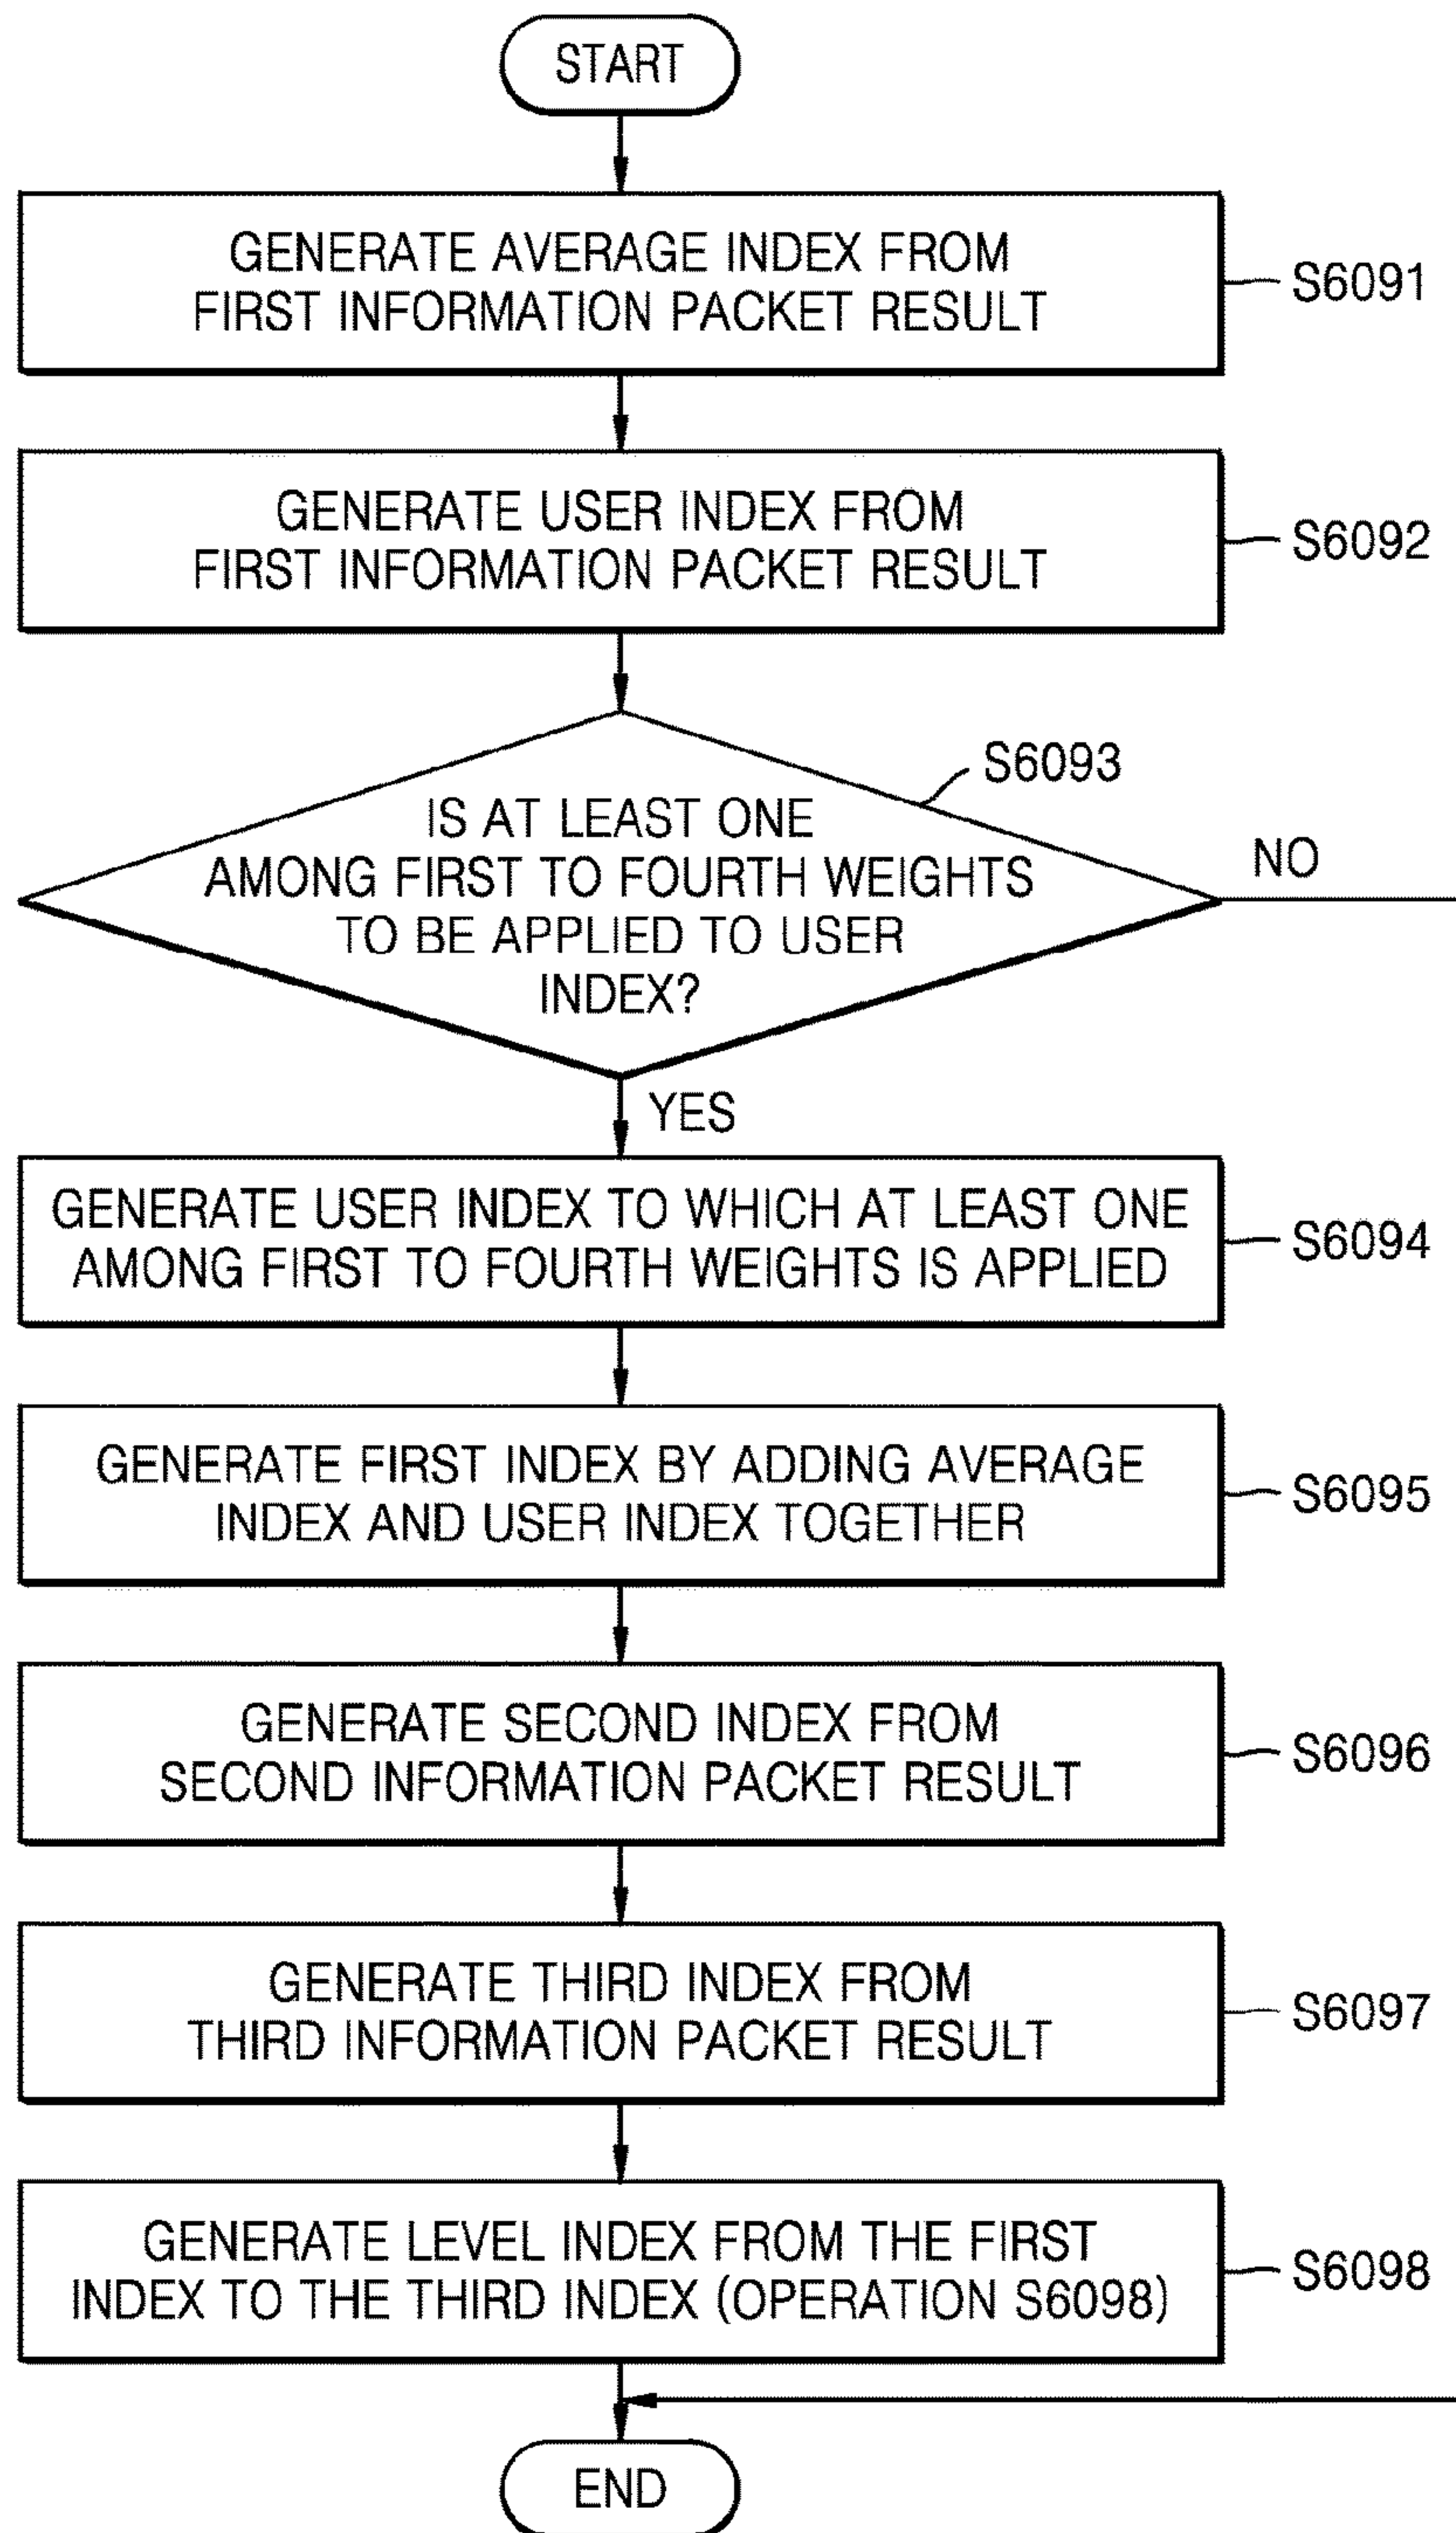 START
GENERATE AVERAGE INDEX FROM
FIRST INFORMATION PACKET RESULT
S6091
GENERATE USER INDEX FROM
FIRST INFORMATION PACKET RESULT
S6092
S6093
IS AT LEAST ONE
AMONG FIRST TO FOURTH WEIGHTS
TO BE APPLIED TO USER
INDEX?
NO
YES
GENERATE USER INDEX TO WHICH AT LEAST ONE
AMONG FIRST TO FOURTH WEIGHTS IS APPLIED
S6094
GENERATE FIRST INDEX BY ADDING AVERAGE
INDEX AND USER INDEX TOGETHER
S6095
GENERATE SECOND INDEX FROM
SECOND INFORMATION PACKET RESULT
S6096
GENERATE THIRD INDEX FROM
THIRD INFORMATION PACKET RESULT
S6097
GENERATE LEVEL INDEX FROM THE FIRST
INDEX TO THE THIRD INDEX (OPERATION S6098)
S6098
END